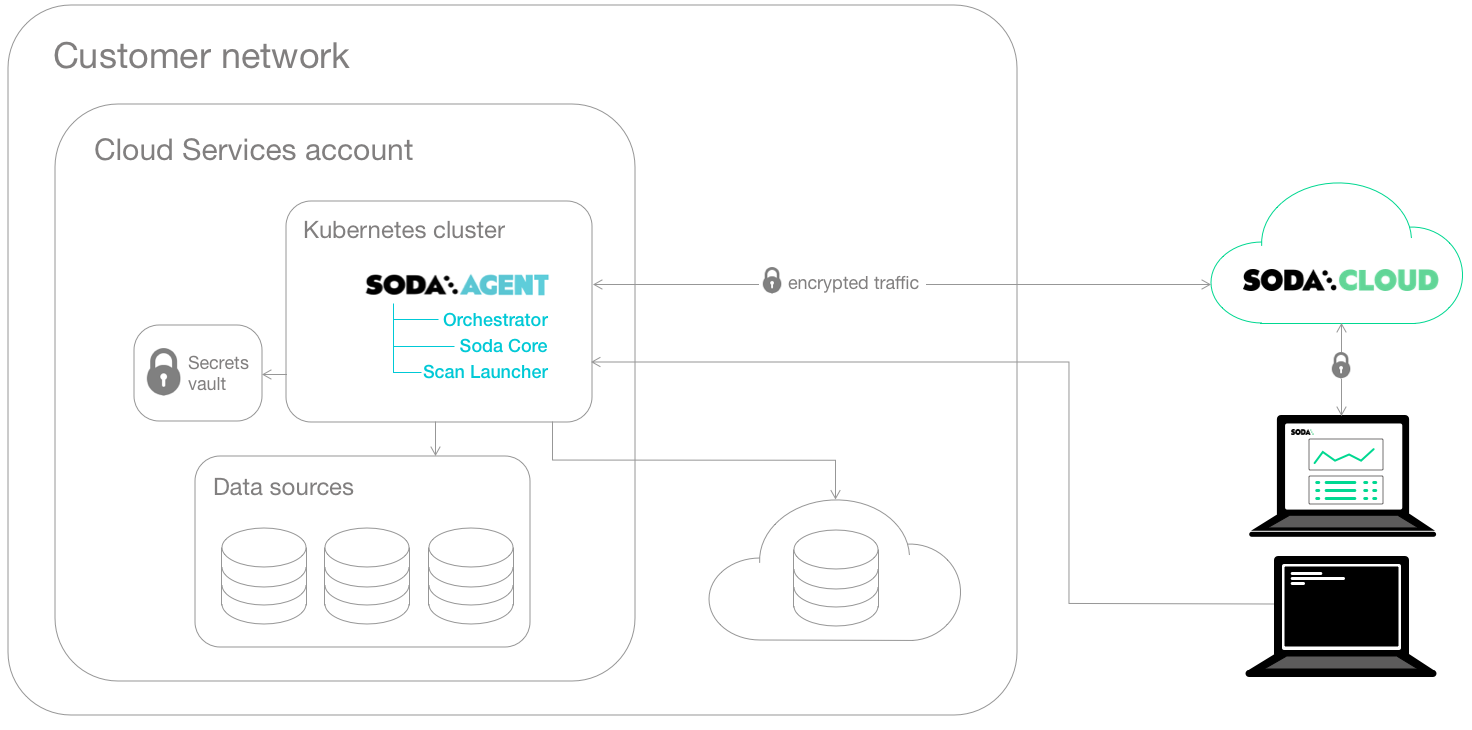 Customer network
Cloud Services account
Kubernetes cluster
SODA AGENT
Orchestrator
Soda Core
Scan Launcher
encrypted traffic
SODA CLOUD
Secrets
vault
SODA
Data sources